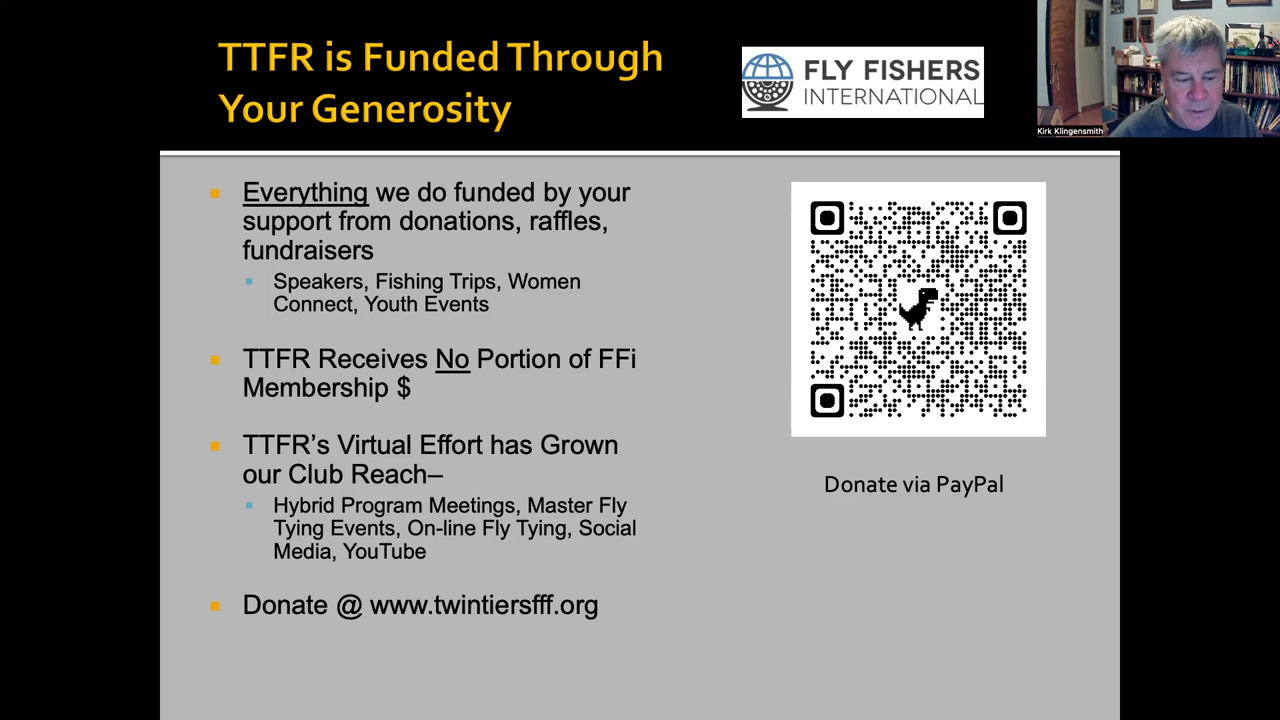 TTFR is Funded Through
Your Generosity
FLY FISHERS
INTERNATIONAL
Kirk Klingensmith
Everything we do funded by your
support from donations, raffles,
fundraisers
Speakers, Fishing Trips, Women
Connect, Youth Events
TTFR Receives No Portion of FFi
Membership $
TTFR’s Virtual Effort has Grown
our Club Reach–
Hybrid Program Meetings, Master Fly
Tying Events, On-line Fly Tying, Social
Media, YouTube
Donate @ www.twintiersfff.org
Donate via PayPal